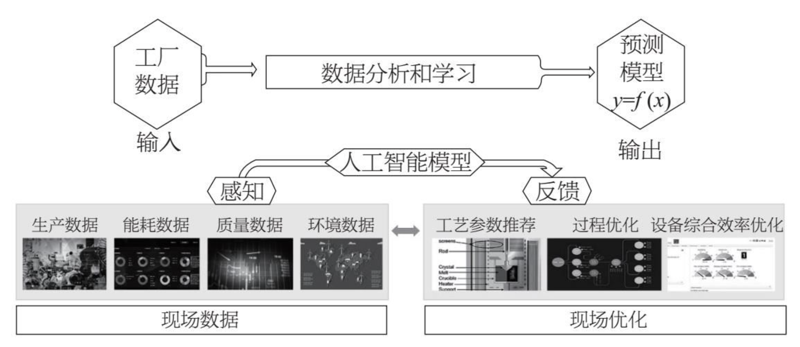 工厂
数据
输入
数据分析和学习
预测
模型
y=f (x)
输出
人工智能模型
感知
反馈
生产数据
能耗数据
质量数据
环境数据
工艺参数推荐
过程优化
设备综合效率优化
Rod
Crystal
Melt
Crucible
Heater
现场数据
现场优化